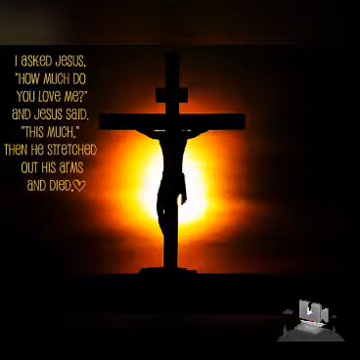 I ASKED JESUS,
"HOW MUCH DO
YOU LOVE ME?"
AND JESUS SAID,
"THIS MUCH,"
THEN HE STRETCHED
OUT HIS ARMS
AND DIED.♡